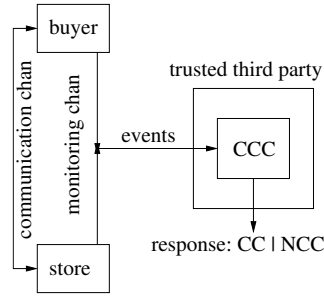 buyer
trusted third party
communication chan
monitoring chan
events
CCC
response: CC | NCC
store